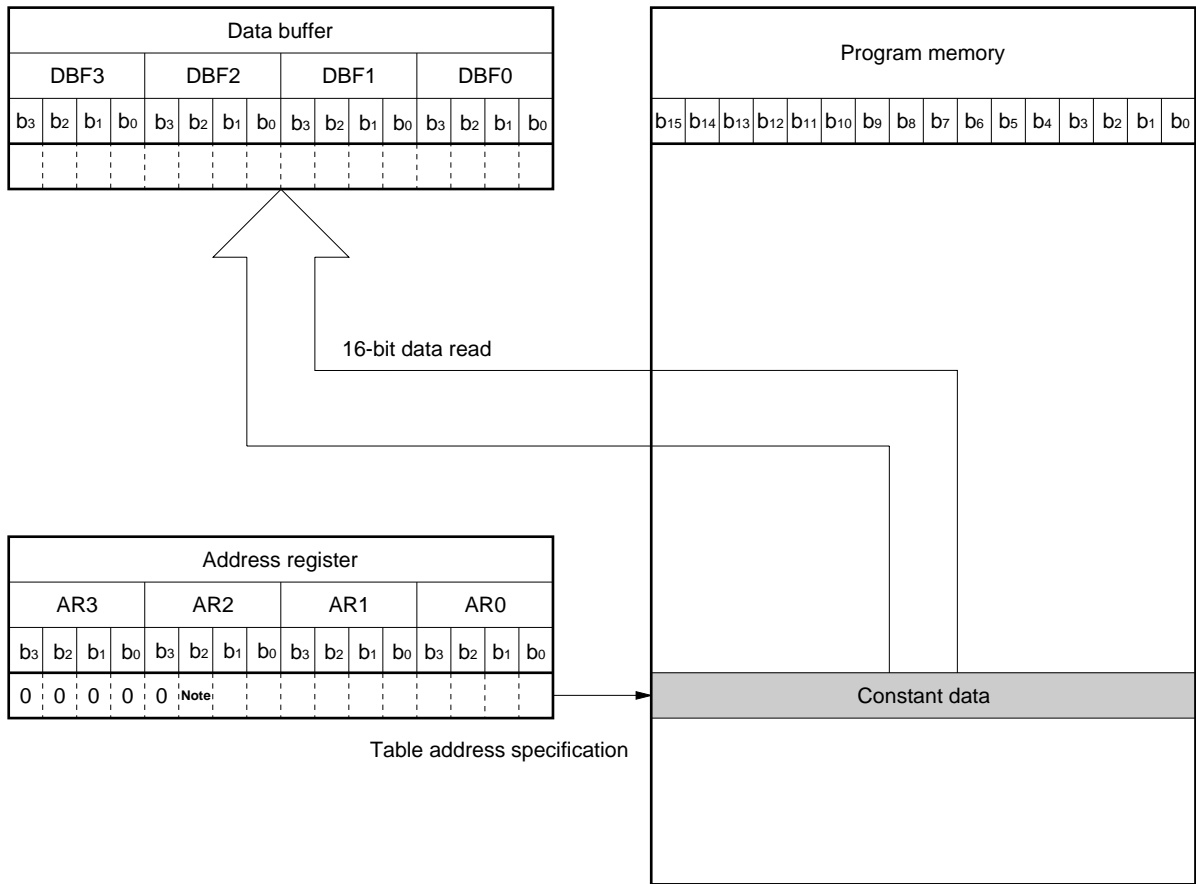 Data buffer
DBF3 DBF2 DBF1 DBF0
b3 b2 b1 b0 b3 b2 b1 b0 b3 b2 b1 b0 b3 b2 b1 b0
Program memory
b15 b14 b13 b12 b11 b10 b9 b8 b7 b6 b5 b4 b3 b2 b1 b0
16-bit data read
Address register
AR3 AR2 AR1 AR0
b3 b2 b1 b0 b3 b2 b1 b0 b3 b2 b1 b0 b3 b2 b1 b0
0 0 0 0 0 Note
Constant data
Table address specification